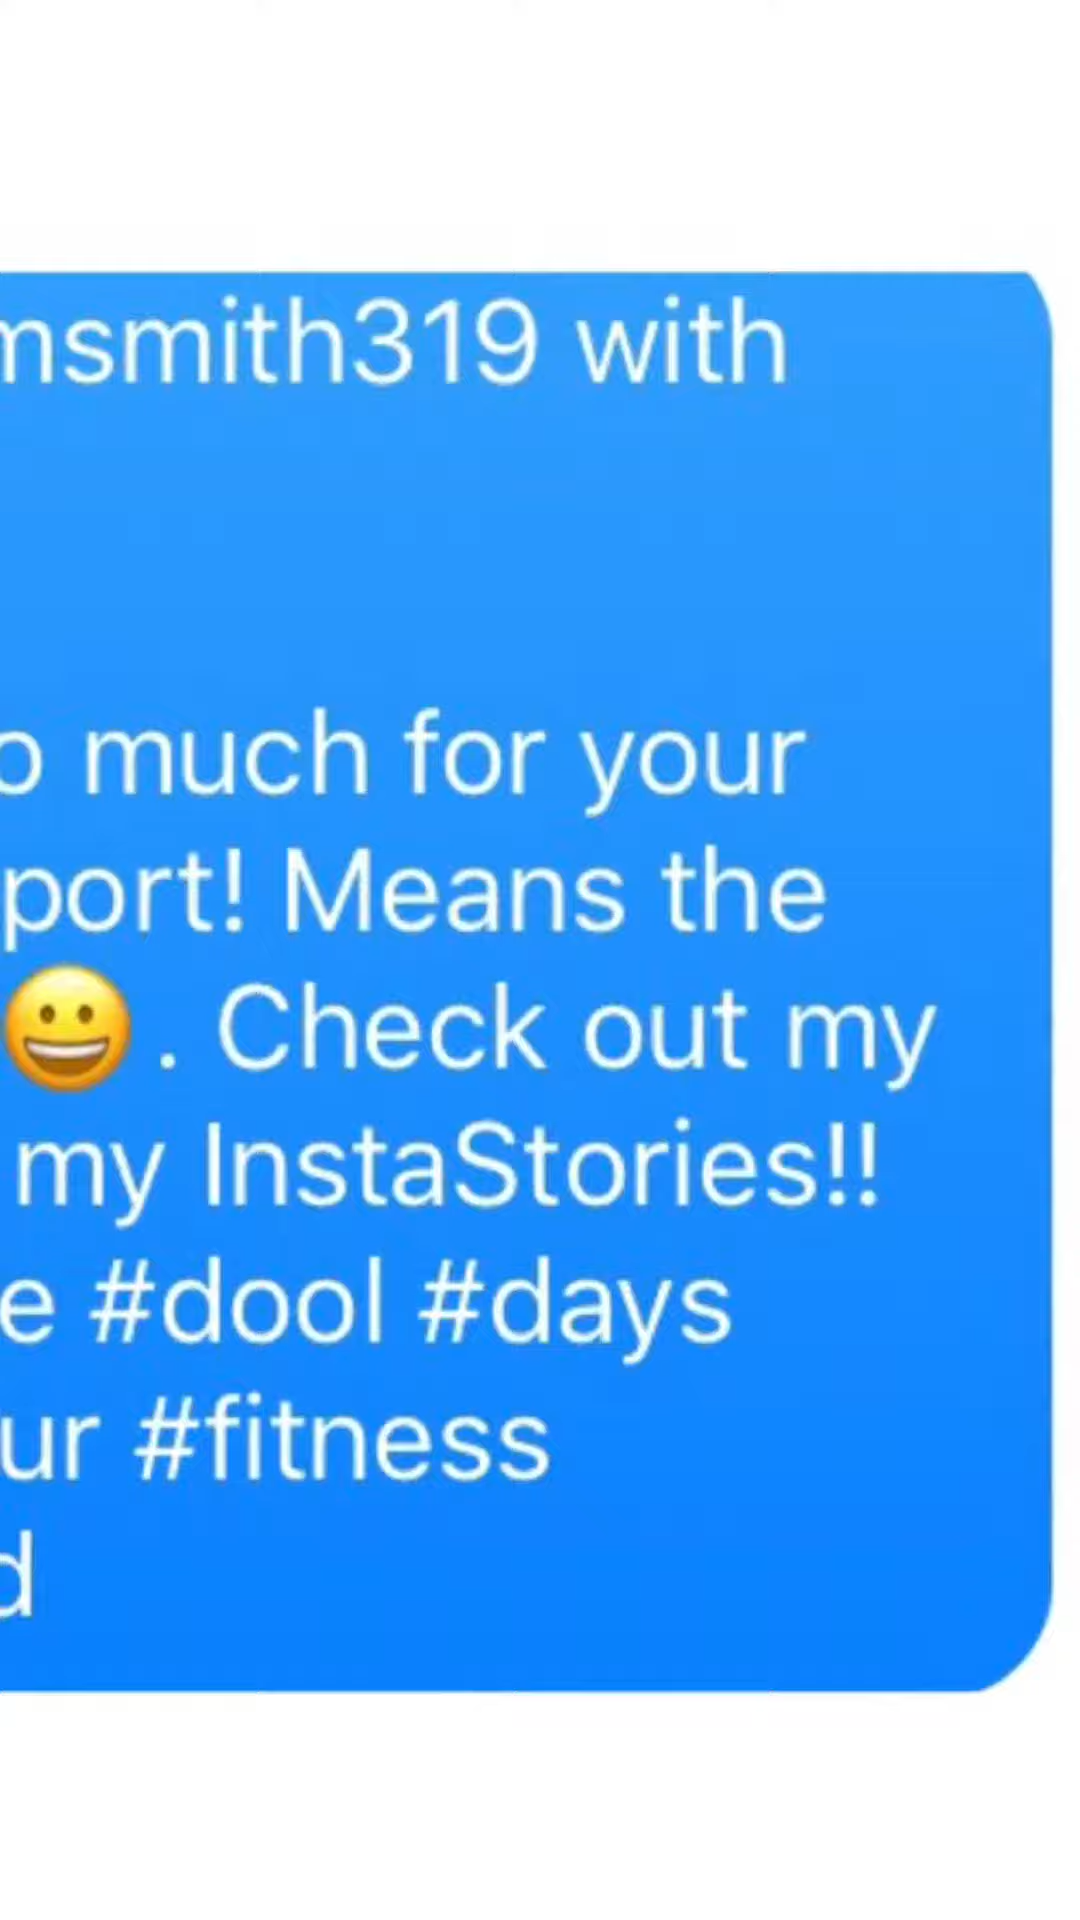 msmith319 with
o much for your
port! Means the
😀 . Check out my
my InstaStories!!
e #dool #days
ur #fitness
d